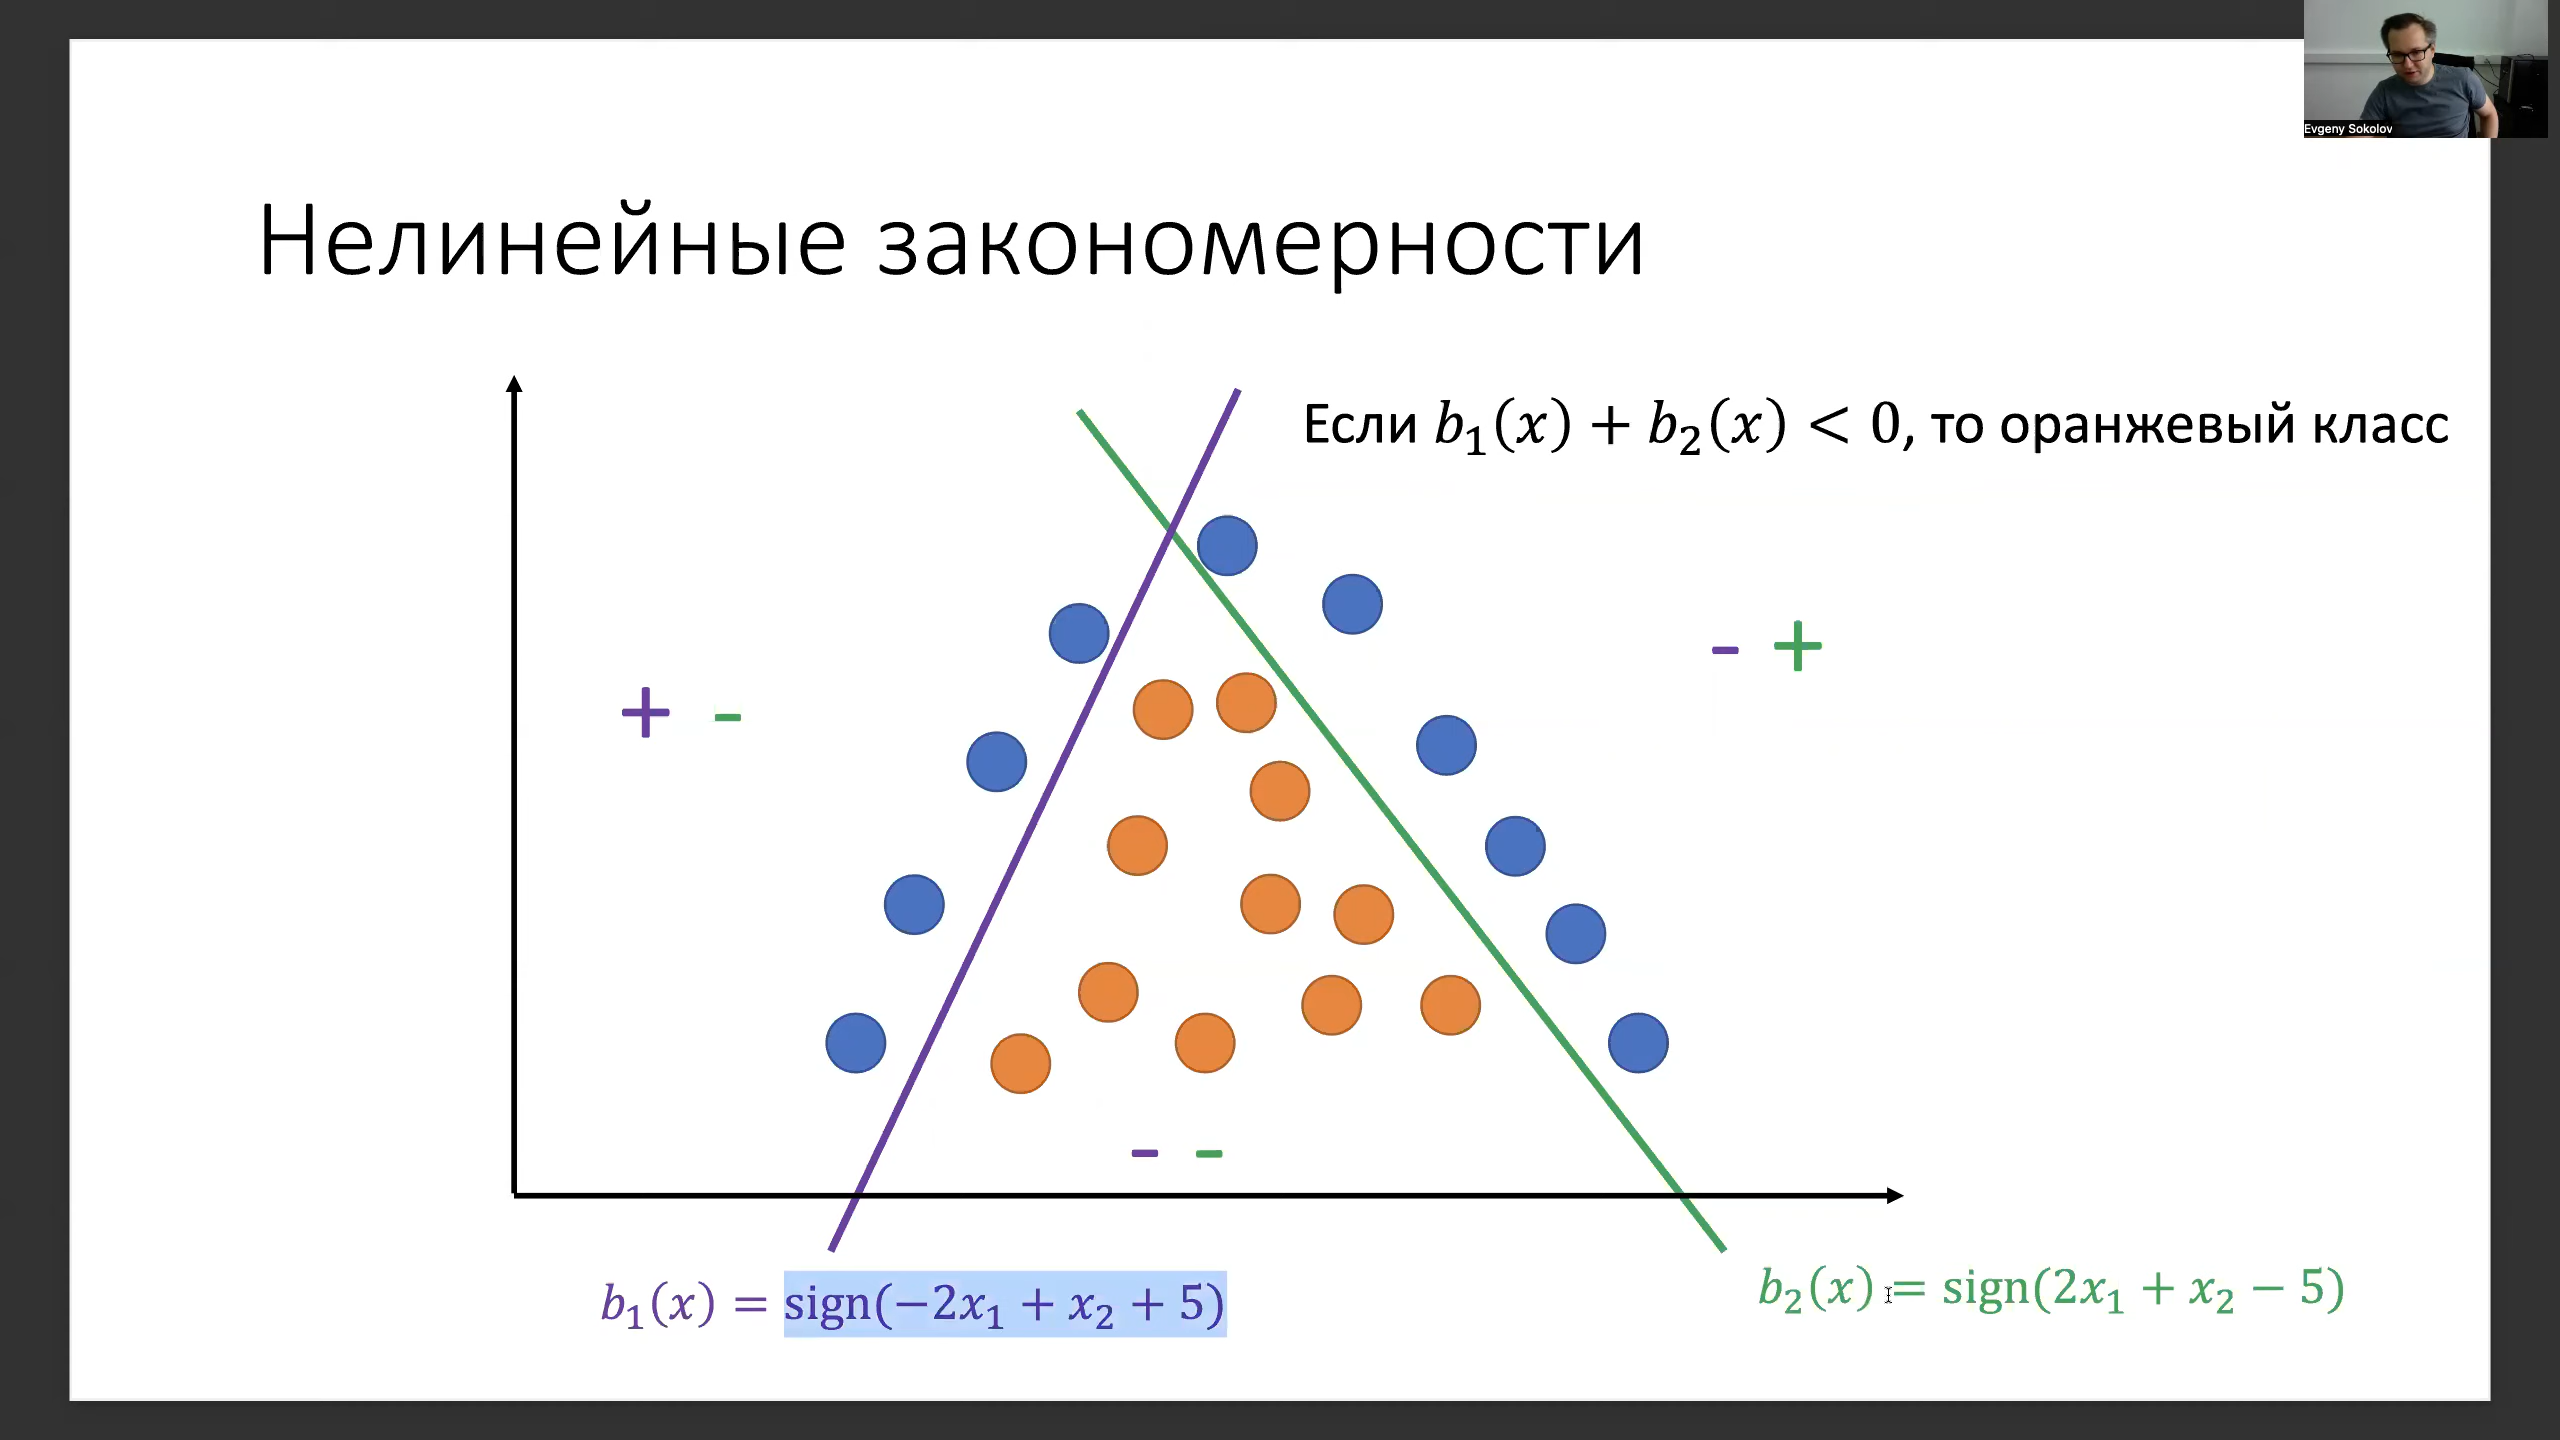 Evgeny Sokolov
Нелинейные закономерности
Если b₁(x) + b₂(x) < 0, то оранжевый класс
- +
+ -
- -
b₁(x) = sign(−2x₁ + x₂ + 5)
b₂(x) = sign(2x₁ + x₂ − 5)